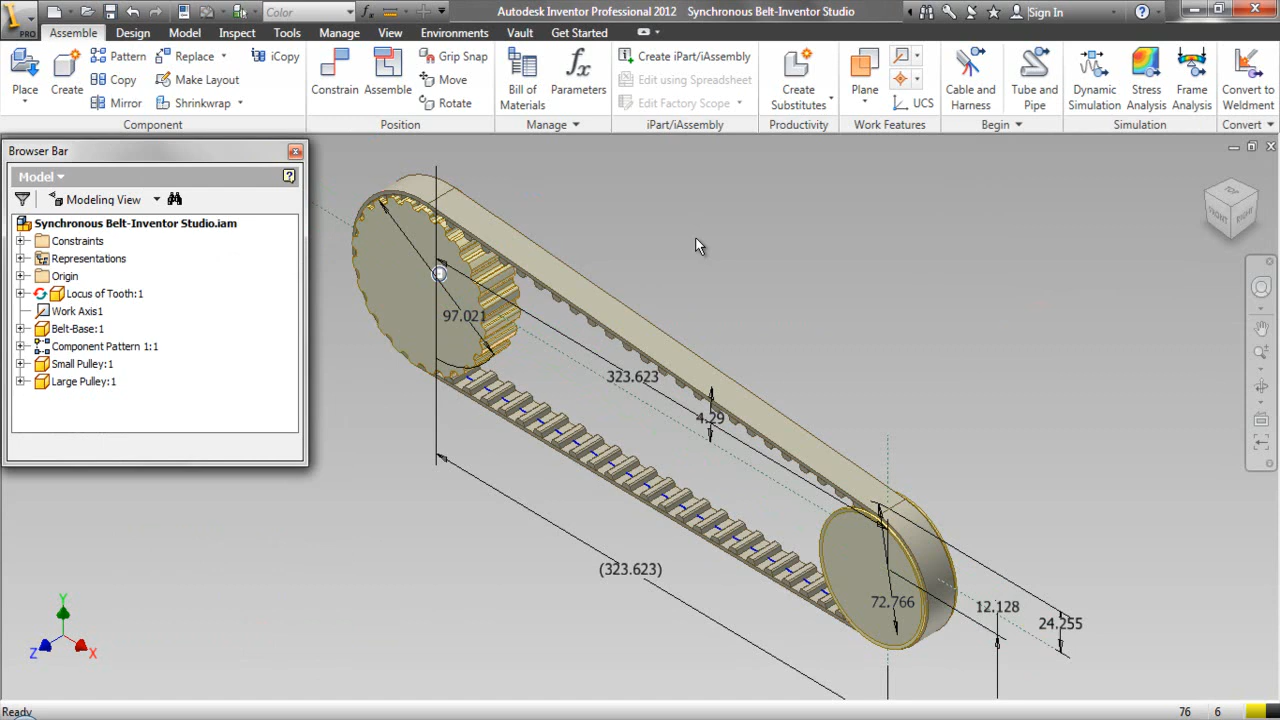 PRO
Color
Autodesk Inventor Professional 2012 Synchronous Belt-Inventor Studio
Sign In
Assemble Design Model Inspect Tools Manage View Environments Vault Get Started
Place
Create
Pattern
Copy
Mirror
Replace
Make Layout
Shrinkwrap
iCopy
Component
Constrain
Assemble
Grip Snap
Move
Rotate
Position
Bill of
Materials
fx
Parameters
Manage
Create iPart/iAssembly
Edit using Spreadsheet
Edit Factory Scope
iPart/iAssembly
Create
Substitutes
Productivity
Plane
UCS
Work Features
Cable and
Harness
Tube and
Pipe
Begin
Dynamic
Simulation
Stress
Analysis
Frame
Analysis
Simulation
Convert to
Weldment
Convert
Browser Bar
Model
Modeling View
Synchronous Belt-Inventor Studio.iam
Constraints
Representations
Origin
Locus of Tooth:1
Work Axis1
Belt-Base:1
Component Pattern 1:1
Small Pulley:1
Large Pulley:1
TOP
FRONT
RIGHT
97.021
323.623
4.29
(323.623)
72.766
12.128
24.255
Y
Z
X
Ready
76 6